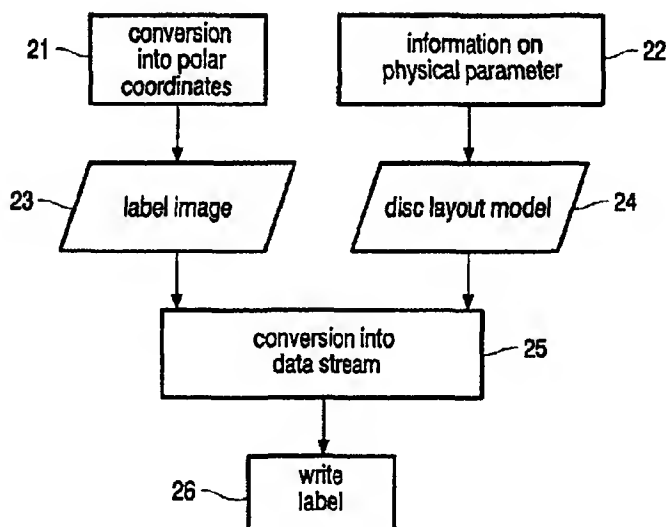 21
conversion
into polar
coordinates
information on
physical parameter
22
23
label image
disc layout model
24
conversion into
data stream
25
26
write
label